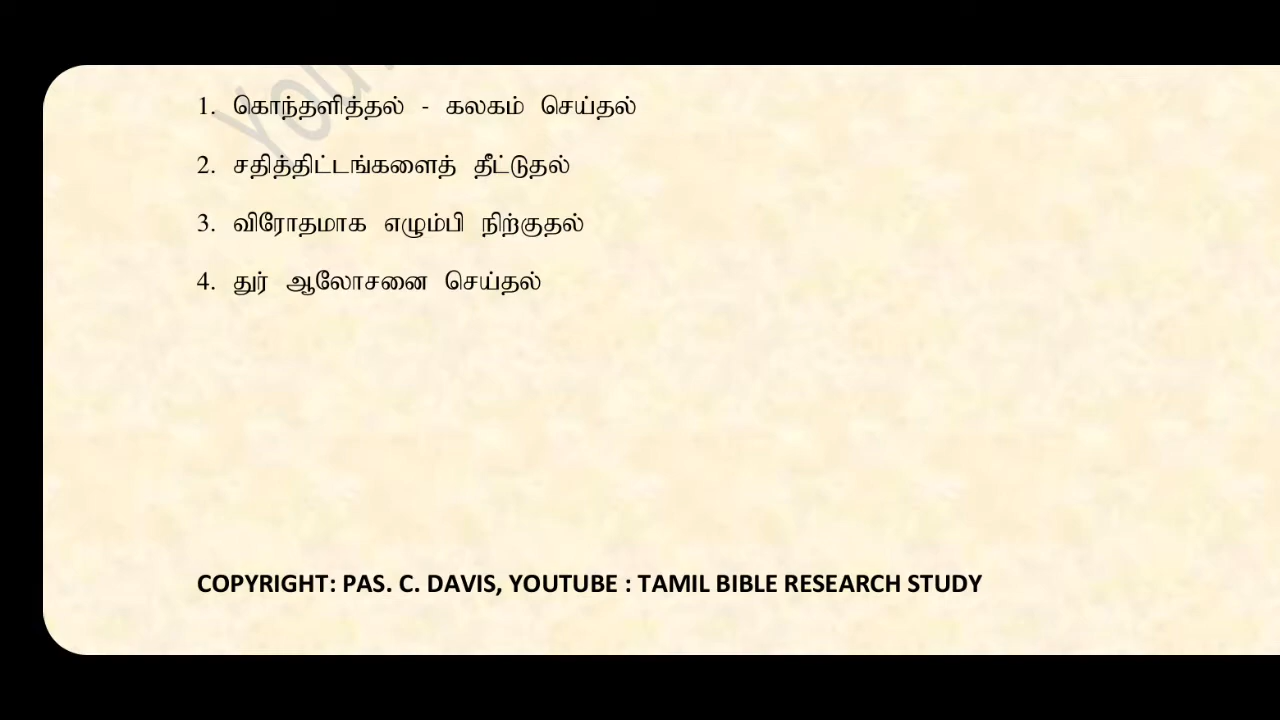 You
1. கொந்தளித்தல் - கலகம் செய்தல்
2. சதித்திட்டங்களைத் தீட்டுதல்
3. விரோதமாக எழும்பி நிற்குதல்
4. துர் ஆலோசனை செய்தல்
COPYRIGHT: PAS. C. DAVIS, YOUTUBE : TAMIL BIBLE RESEARCH STUDY